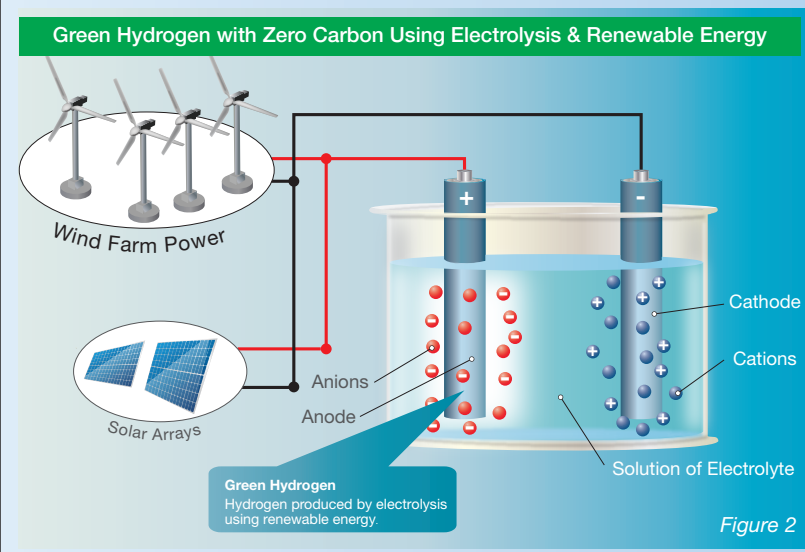 Green Hydrogen with Zero Carbon Using Electrolysis & Renewable Energy
Wind Farm Power
+
-
Cathode
Cations
Anions
Anode
Solar Arrays
Solution of Electrolyte
Green Hydrogen
Hydrogen produced by electrolysis
using renewable energy.
Figure 2